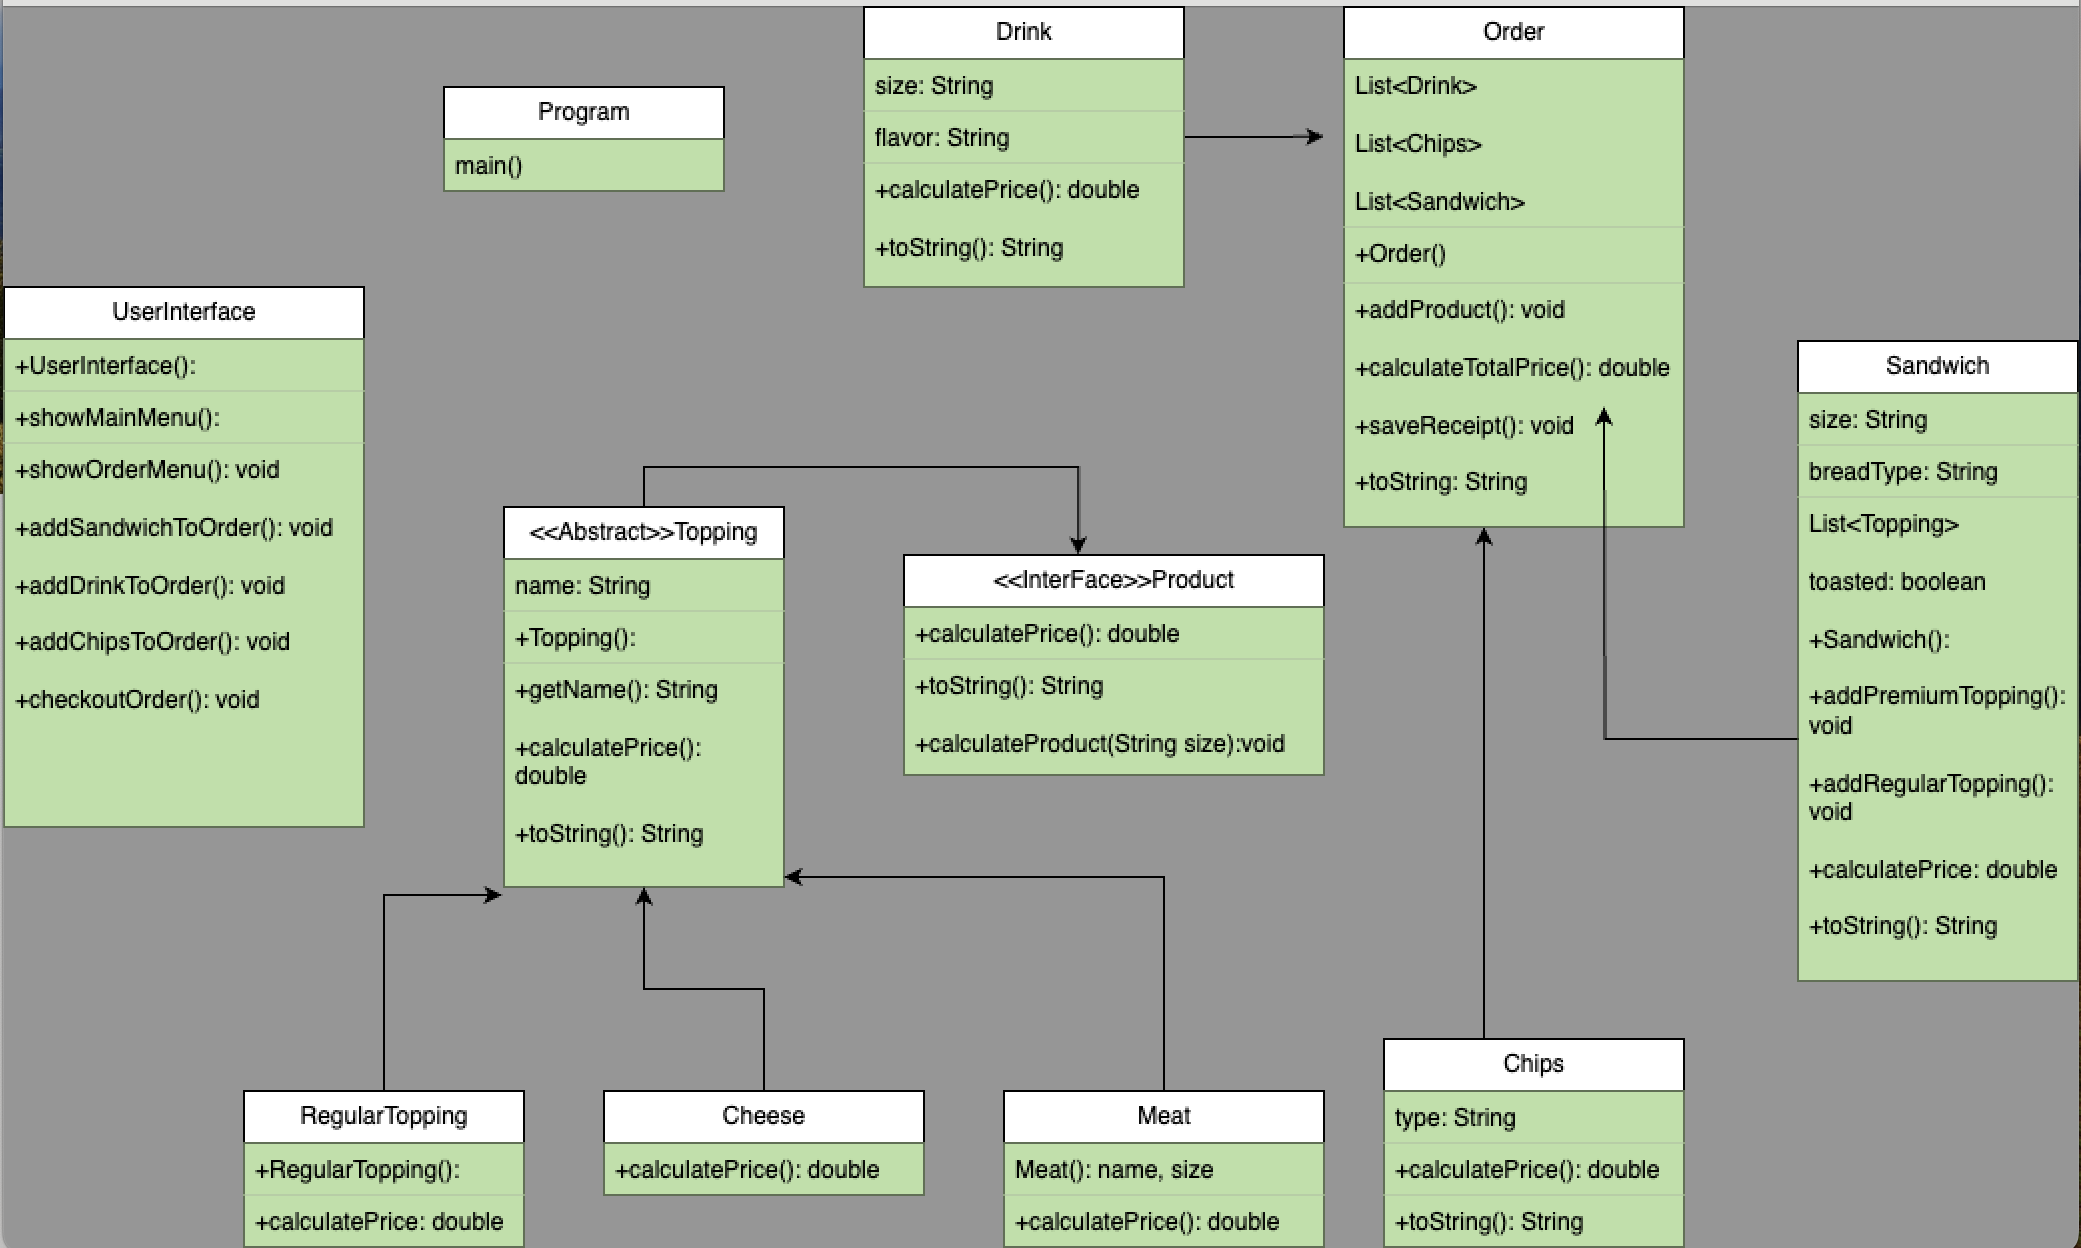 Drink
size: String
flavor: String
+calculatePrice(): double
+toString(): String
Order
List<Drink>
List<Chips>
List<Sandwich>
+Order()
+addProduct(): void
+calculateTotalPrice(): double
+saveReceipt(): void
+toString: String
Program
main()
UserInterface
+UserInterface():
+showMainMenu():
+showOrderMenu(): void
+addSandwichToOrder(): void
+addDrinkToOrder(): void
+addChipsToOrder(): void
+checkoutOrder(): void
Sandwich
size: String
breadType: String
List<Topping>
toasted: boolean
+Sandwich():
+addPremiumTopping():
void
+addRegularTopping():
void
+calculatePrice: double
+toString(): String
<<Abstract>>Topping
name: String
+Topping():
+getName(): String
+calculatePrice():
double
+toString(): String
<<InterFace>>Product
+calculatePrice(): double
+toString(): String
+calculateProduct(String size):void
RegularTopping
+RegularTopping():
+calculatePrice: double
Cheese
+calculatePrice(): double
Meat
Meat(): name, size
+calculatePrice(): double
Chips
type: String
+calculatePrice(): double
+toString(): String